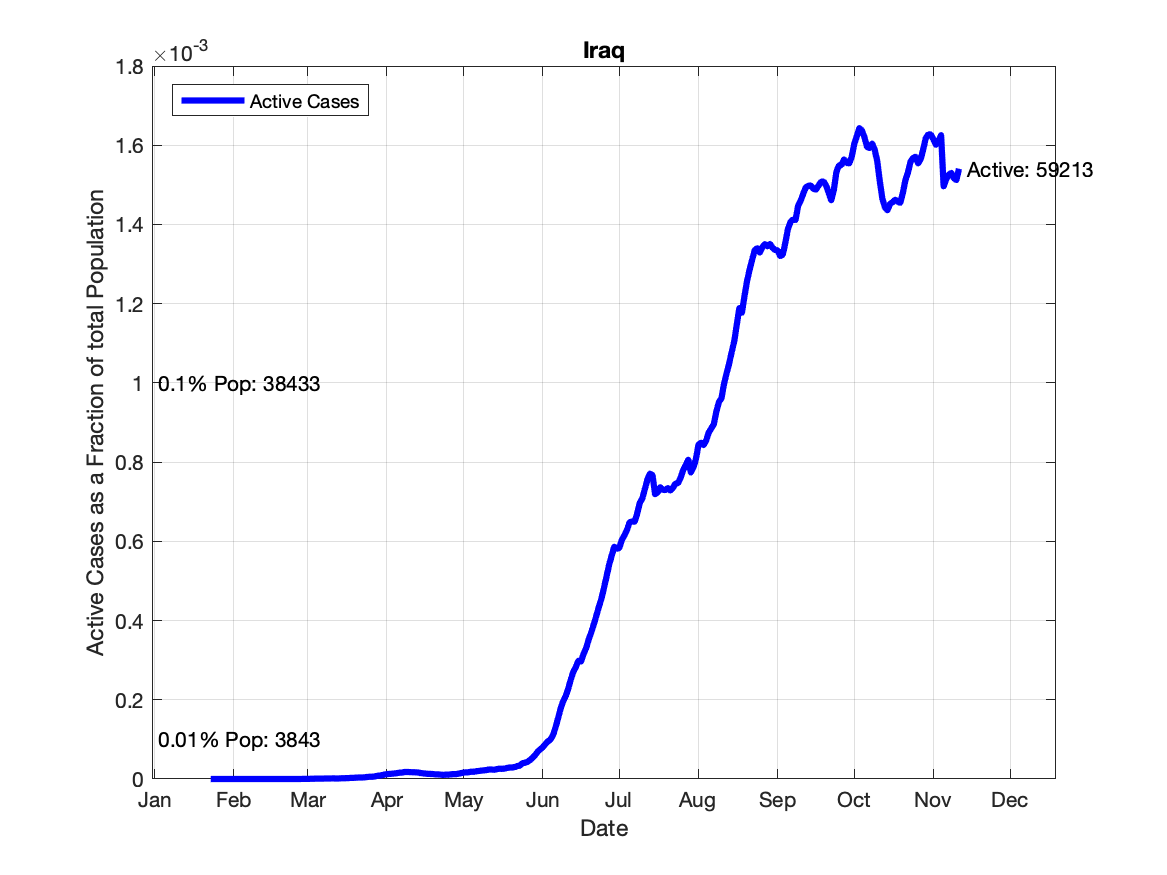 Iraq
×10-3
1.8
1.6
1.4
1.2
1
0.8
0.6
0.4
0.2
0
Active Cases
Active: 59213
0.1% Pop: 38433
0.01% Pop: 3843
Active Cases as a Fraction of total Population
Jan Feb Mar Apr May Jun Jul Aug Sep Oct Nov Dec
Date